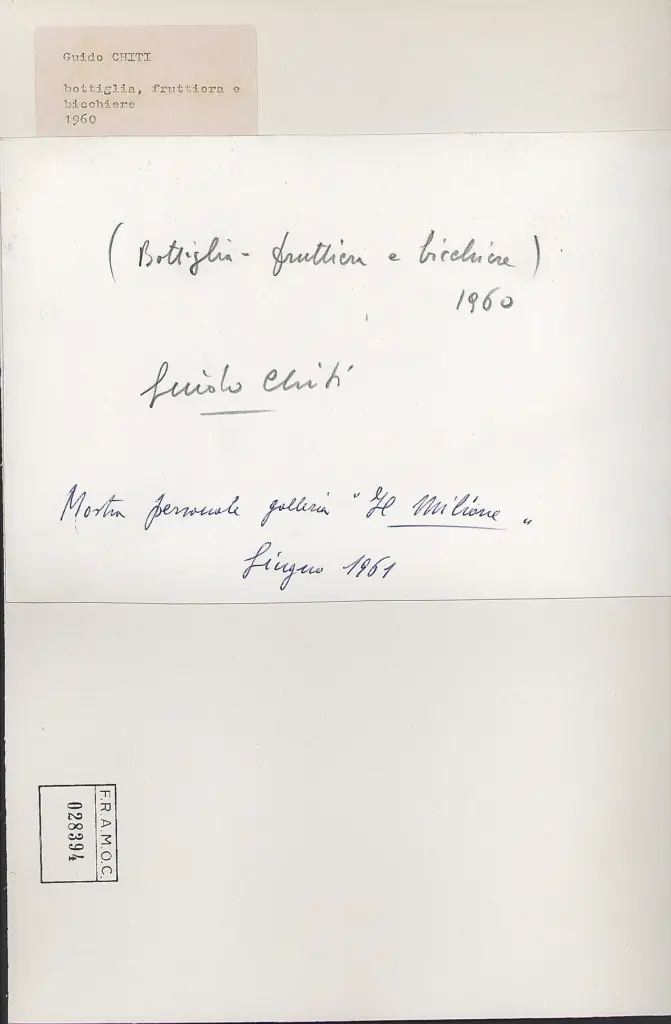 Guido CHITI
bottiglia, fruttiera e
bicchiere
1960
(Bottiglia - fruttiera e bicchiere)
1960
Guido Chiti
Mostra personale galleria "Il Milione"
Giugno 1961
F.R.A.M.O.C.
028394